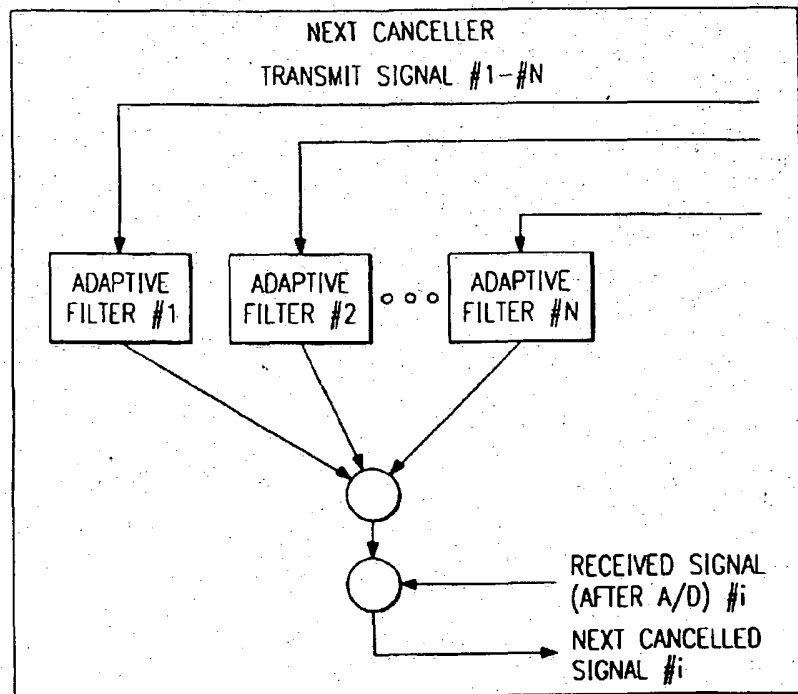 NEXT CANCELLER
TRANSMIT SIGNAL #1-#N
ADAPTIVE
FILTER #1
ADAPTIVE
FILTER #2
ADAPTIVE
FILTER #N
RECEIVED SIGNAL
(AFTER A/D) #i
NEXT CANCELLED
SIGNAL #i